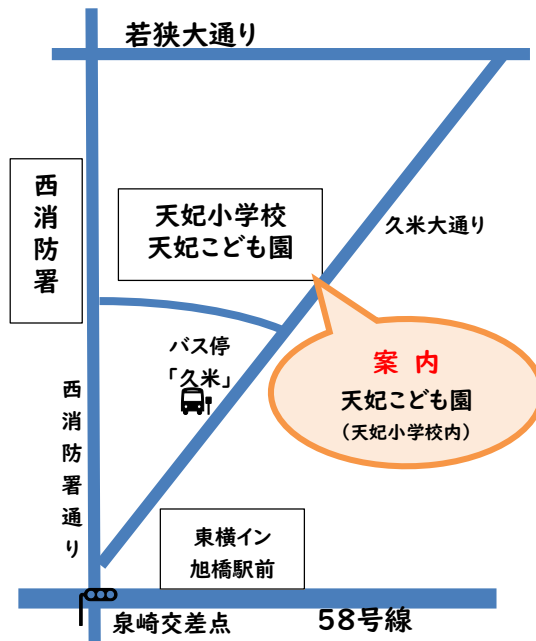 若狭大通り
西消防署
天妃小学校
天妃こども園
久米大通り
バス停
「久米」
案 内
天妃こども園
(天妃小学校内)
西消防署通り
東横イン
旭橋駅前
泉崎交差点
58号線